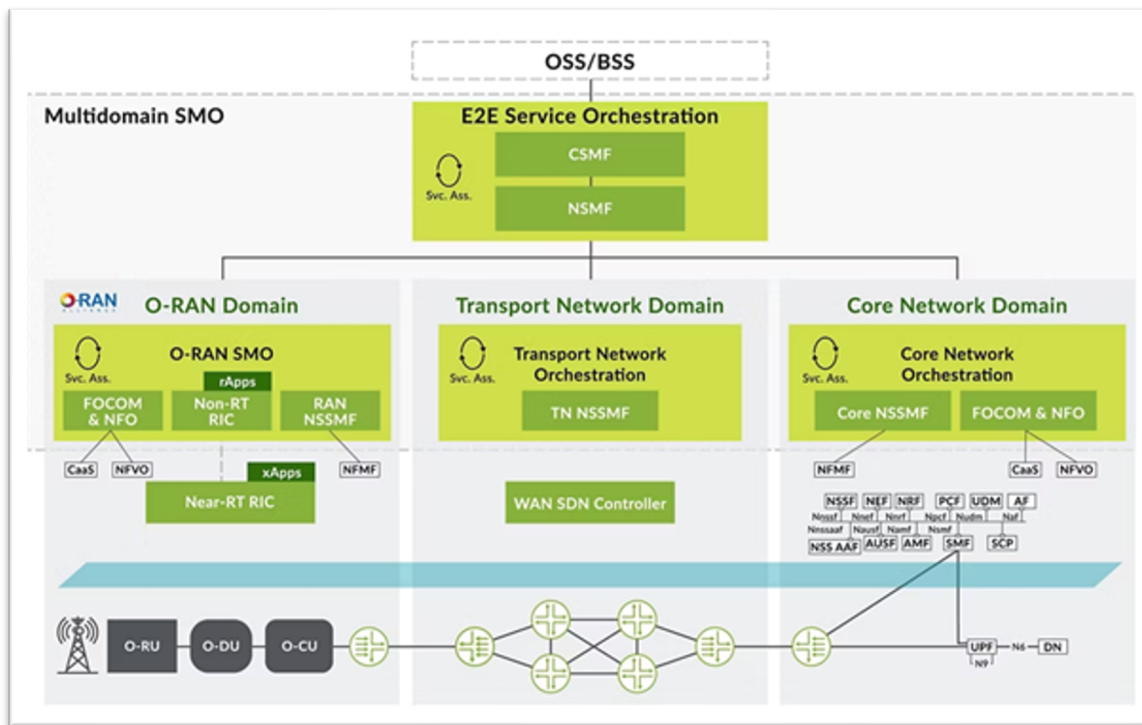 OSS/BSS
Multidomain SMO
E2E Service Orchestration
CSMF
Svc. Ass.
NSMF
O-RAN
ALLIANCE
O-RAN Domain
Transport Network Domain
Core Network Domain
Svc. Ass.
O-RAN SMO
rApps
FOCOM
& NFO
Non-RT
RIC
RAN
NSSMF
Svc. Ass.
Transport Network
Orchestration
TN NSSMF
Svc. Ass.
Core Network
Orchestration
Core NSSMF
FOCOM & NFO
CaaS
NFVO
xApps
NFMF
Near-RT RIC
WAN SDN Controller
NFMF
CaaS
NFVO
NSSF
NEF
NRF
PCF
UDM
AF
Nnssf
Nnef
Nnrf
Npcf
Nudm
Naf
Nnssaaf
Nausf
Namf
Nsmf
NSS AAF
AUSF
AMF
SMF
SCP
O-RU
O-DU
O-CU
UPF
N6
DN
N9